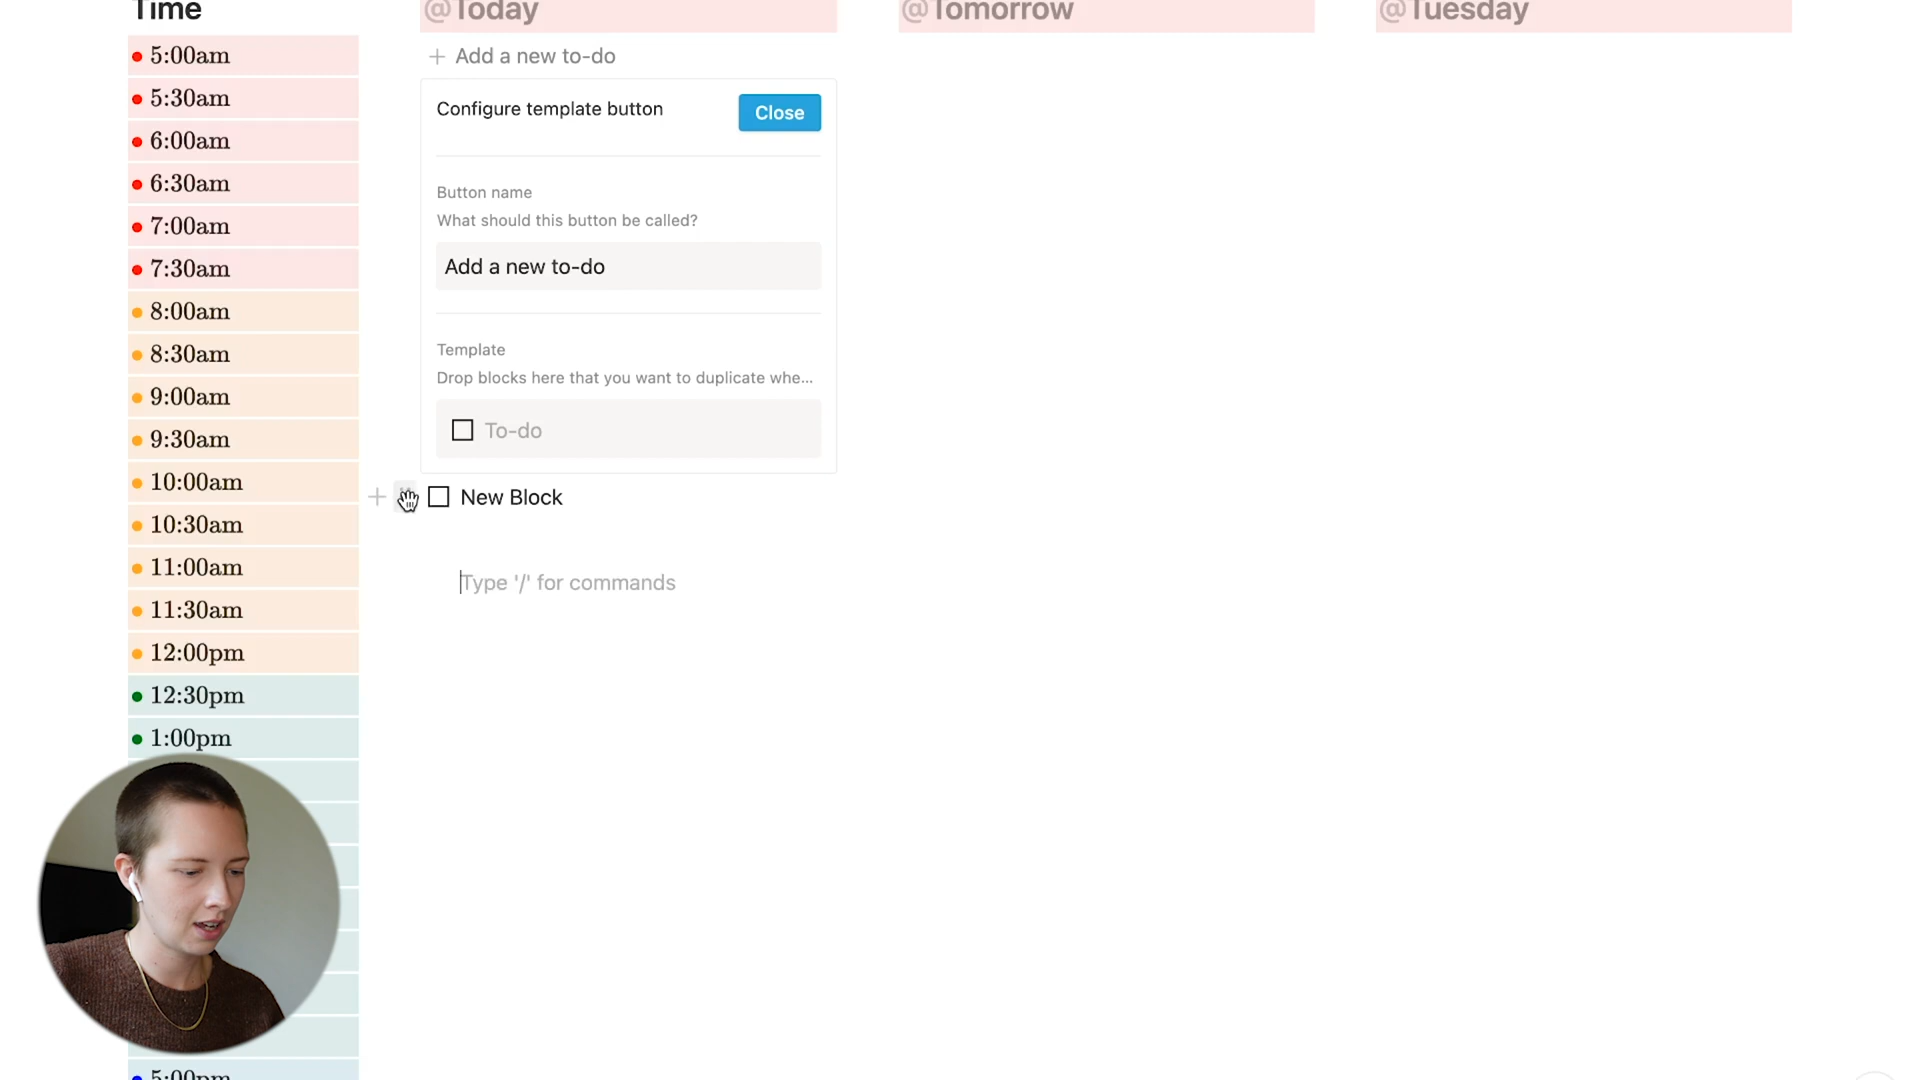 Time
5:00am
5:30am
6:00am
6:30am
7:00am
7:30am
8:00am
8:30am
9:00am
9:30am
10:00am
10:30am
11:00am
11:30am
12:00pm
12:30pm
1:00pm
5:00pm
@Today
+ Add a new to-do
Configure template button
Close
Button name
What should this button be called?
Add a new to-do
Template
Drop blocks here that you want to duplicate whe...
To-do
New Block
Type '/' for commands
@Tomorrow
@Tuesday